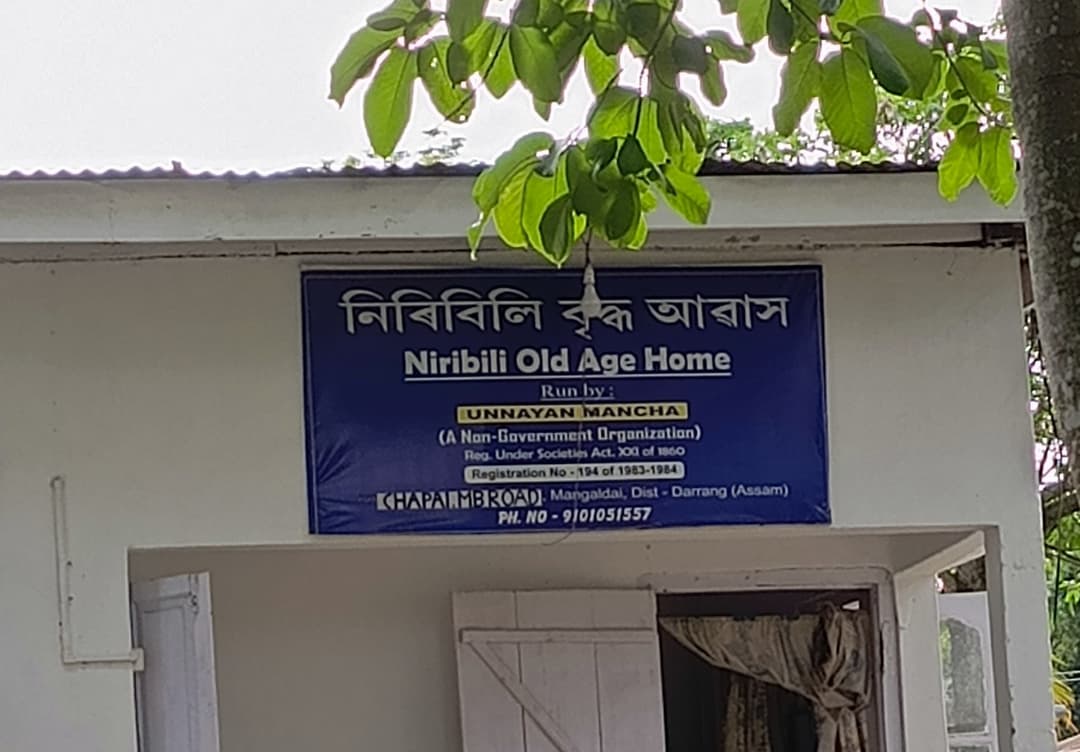 নিৰিবিলি বৃদ্ধ আৱাস
Niribili Old Age Home
Run by :
UNNAYAN MANCHA
(A Non-Government Organization)
Reg. Under Societies Act. XXI of 1860
Registration No - 194 of 1983-1984
CHAPAI. MB ROAD, Mangaldai, Dist - Darrang (Assam)
PH. NO - 9101051557